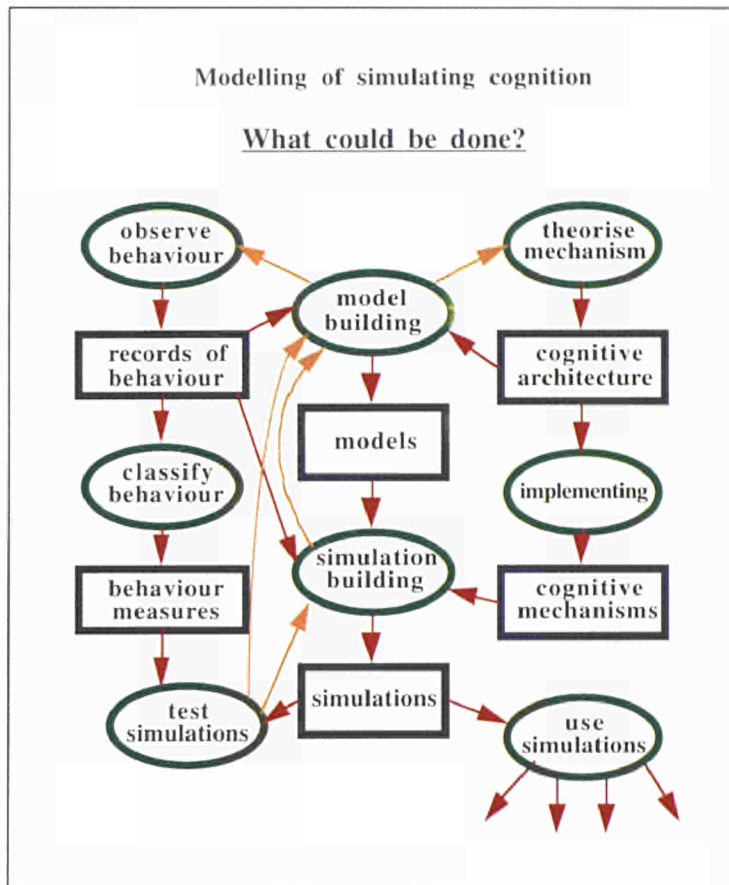 Modelling of simulating cognition
What could be done?
observe
behaviour
theorise
mechanism
model
building
records of
behaviour
cognitive
architecture
models
classify
behaviour
implementing
simulation
building
behaviour
measures
cognitive
mechanisms
simulations
test
simulations
use
simulations